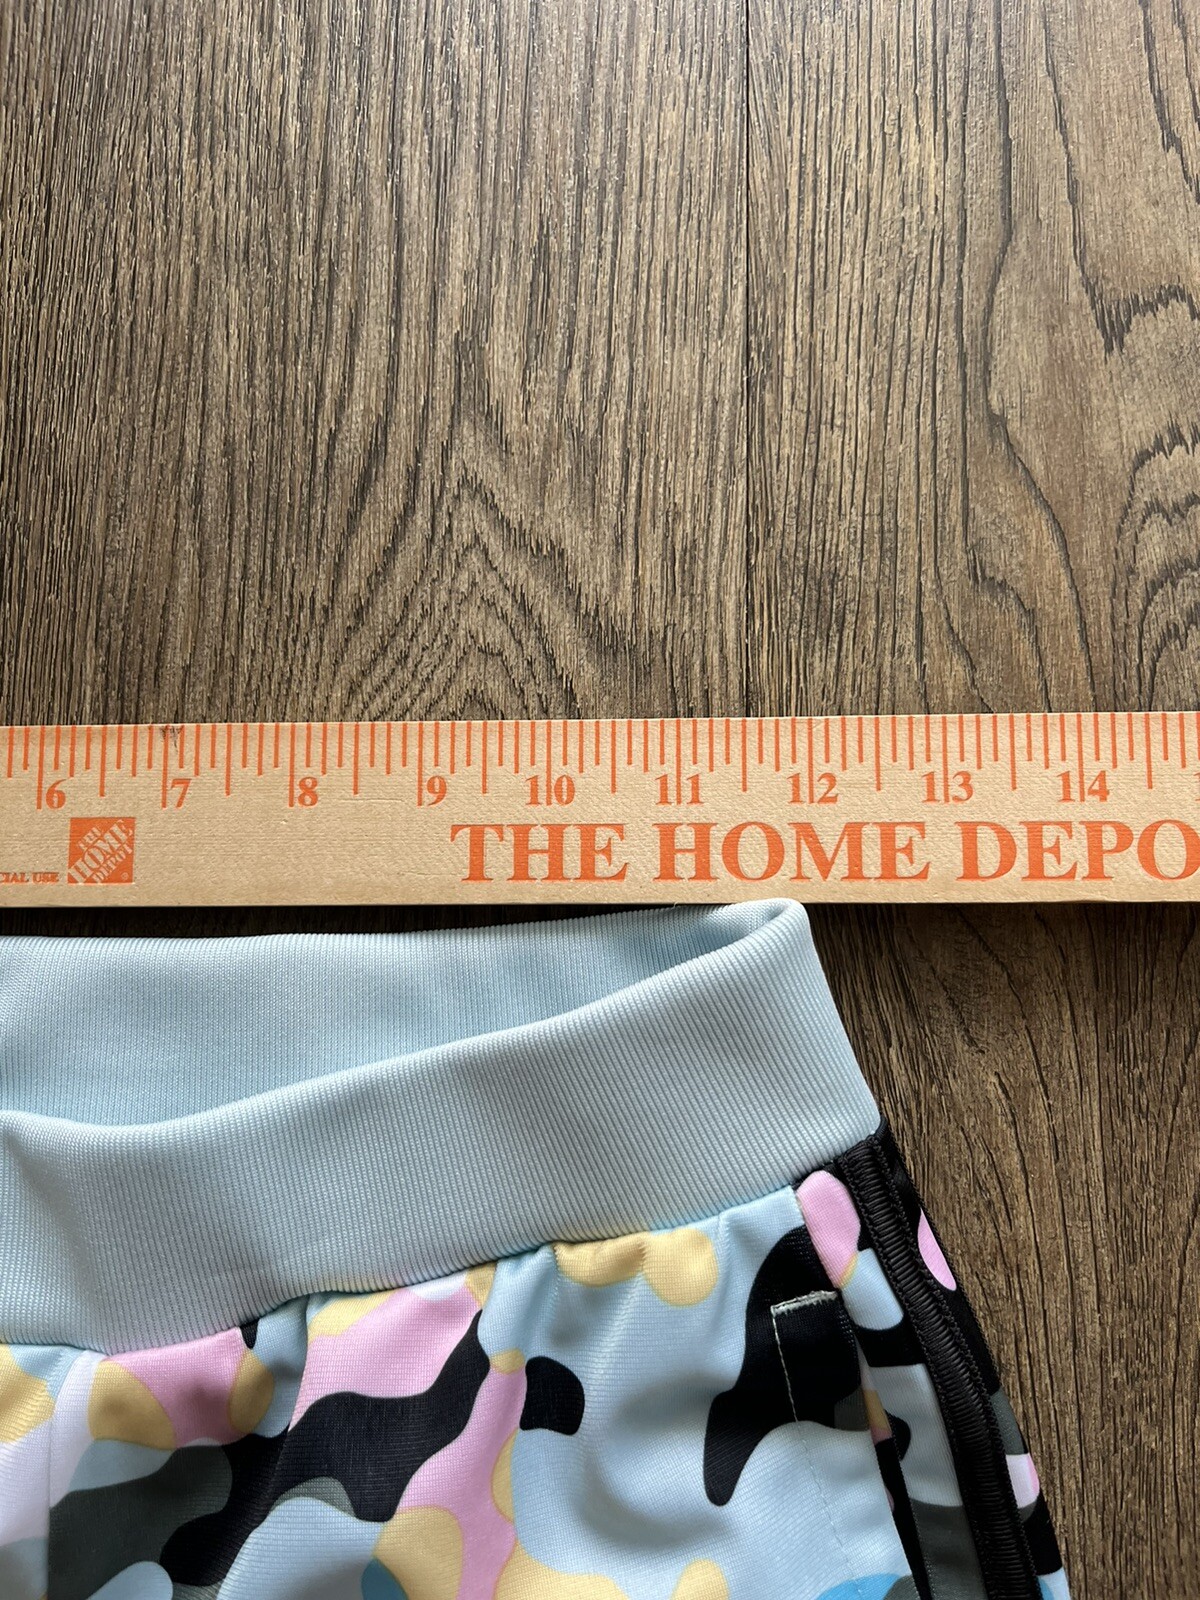 6 7 8 9 10 11 12 13 14
THE HOME DEPOT®
CIAL USE THE HOME DEPO